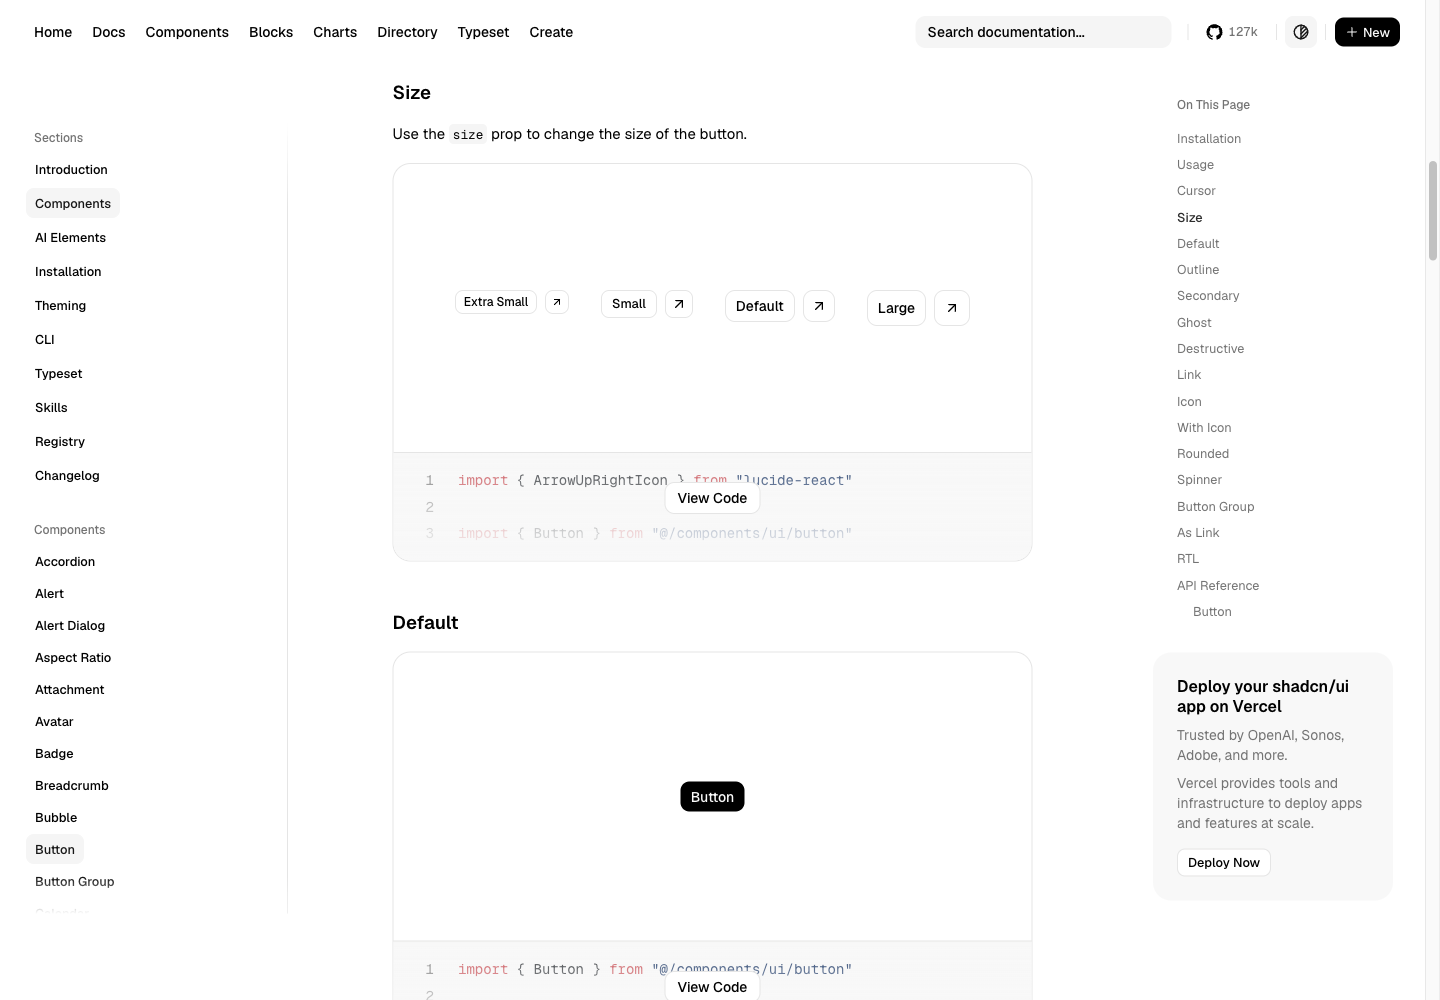 Home Docs Components Blocks Charts Directory Typeset Create
Search documentation...
127k
New
Sections
Introduction
Components
AI Elements
Installation
Theming
CLI
Typeset
Skills
Registry
Changelog
Components
Accordion
Alert
Alert Dialog
Aspect Ratio
Attachment
Avatar
Badge
Breadcrumb
Bubble
Button
Button Group
Calendar
Size
Use the size prop to change the size of the button.
Extra Small
Small
Default
Large
1 import { ArrowUpRightIcon } from "lucide-react"
2
View Code
3 import { Button } from "@/components/ui/button"
Default
Button
1 import { Button } from "@/components/ui/button"
2
View Code
On This Page
Installation
Usage
Cursor
Size
Default
Outline
Secondary
Ghost
Destructive
Link
Icon
With Icon
Rounded
Spinner
Button Group
As Link
RTL
API Reference
Button
Deploy your shadcn/ui
app on Vercel
Trusted by OpenAI, Sonos,
Adobe, and more.
Vercel provides tools and
infrastructure to deploy apps
and features at scale.
Deploy Now